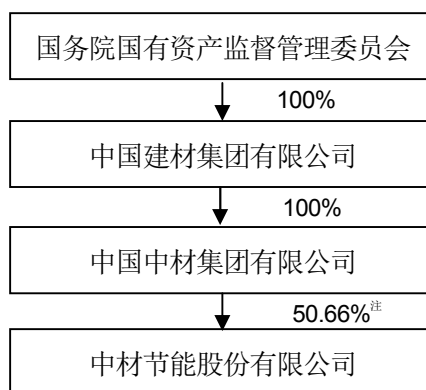 国务院国有资产监督管理委员会
100%
中国建材集团有限公司
100%
中国中材集团有限公司
50.66%注
中材节能股份有限公司